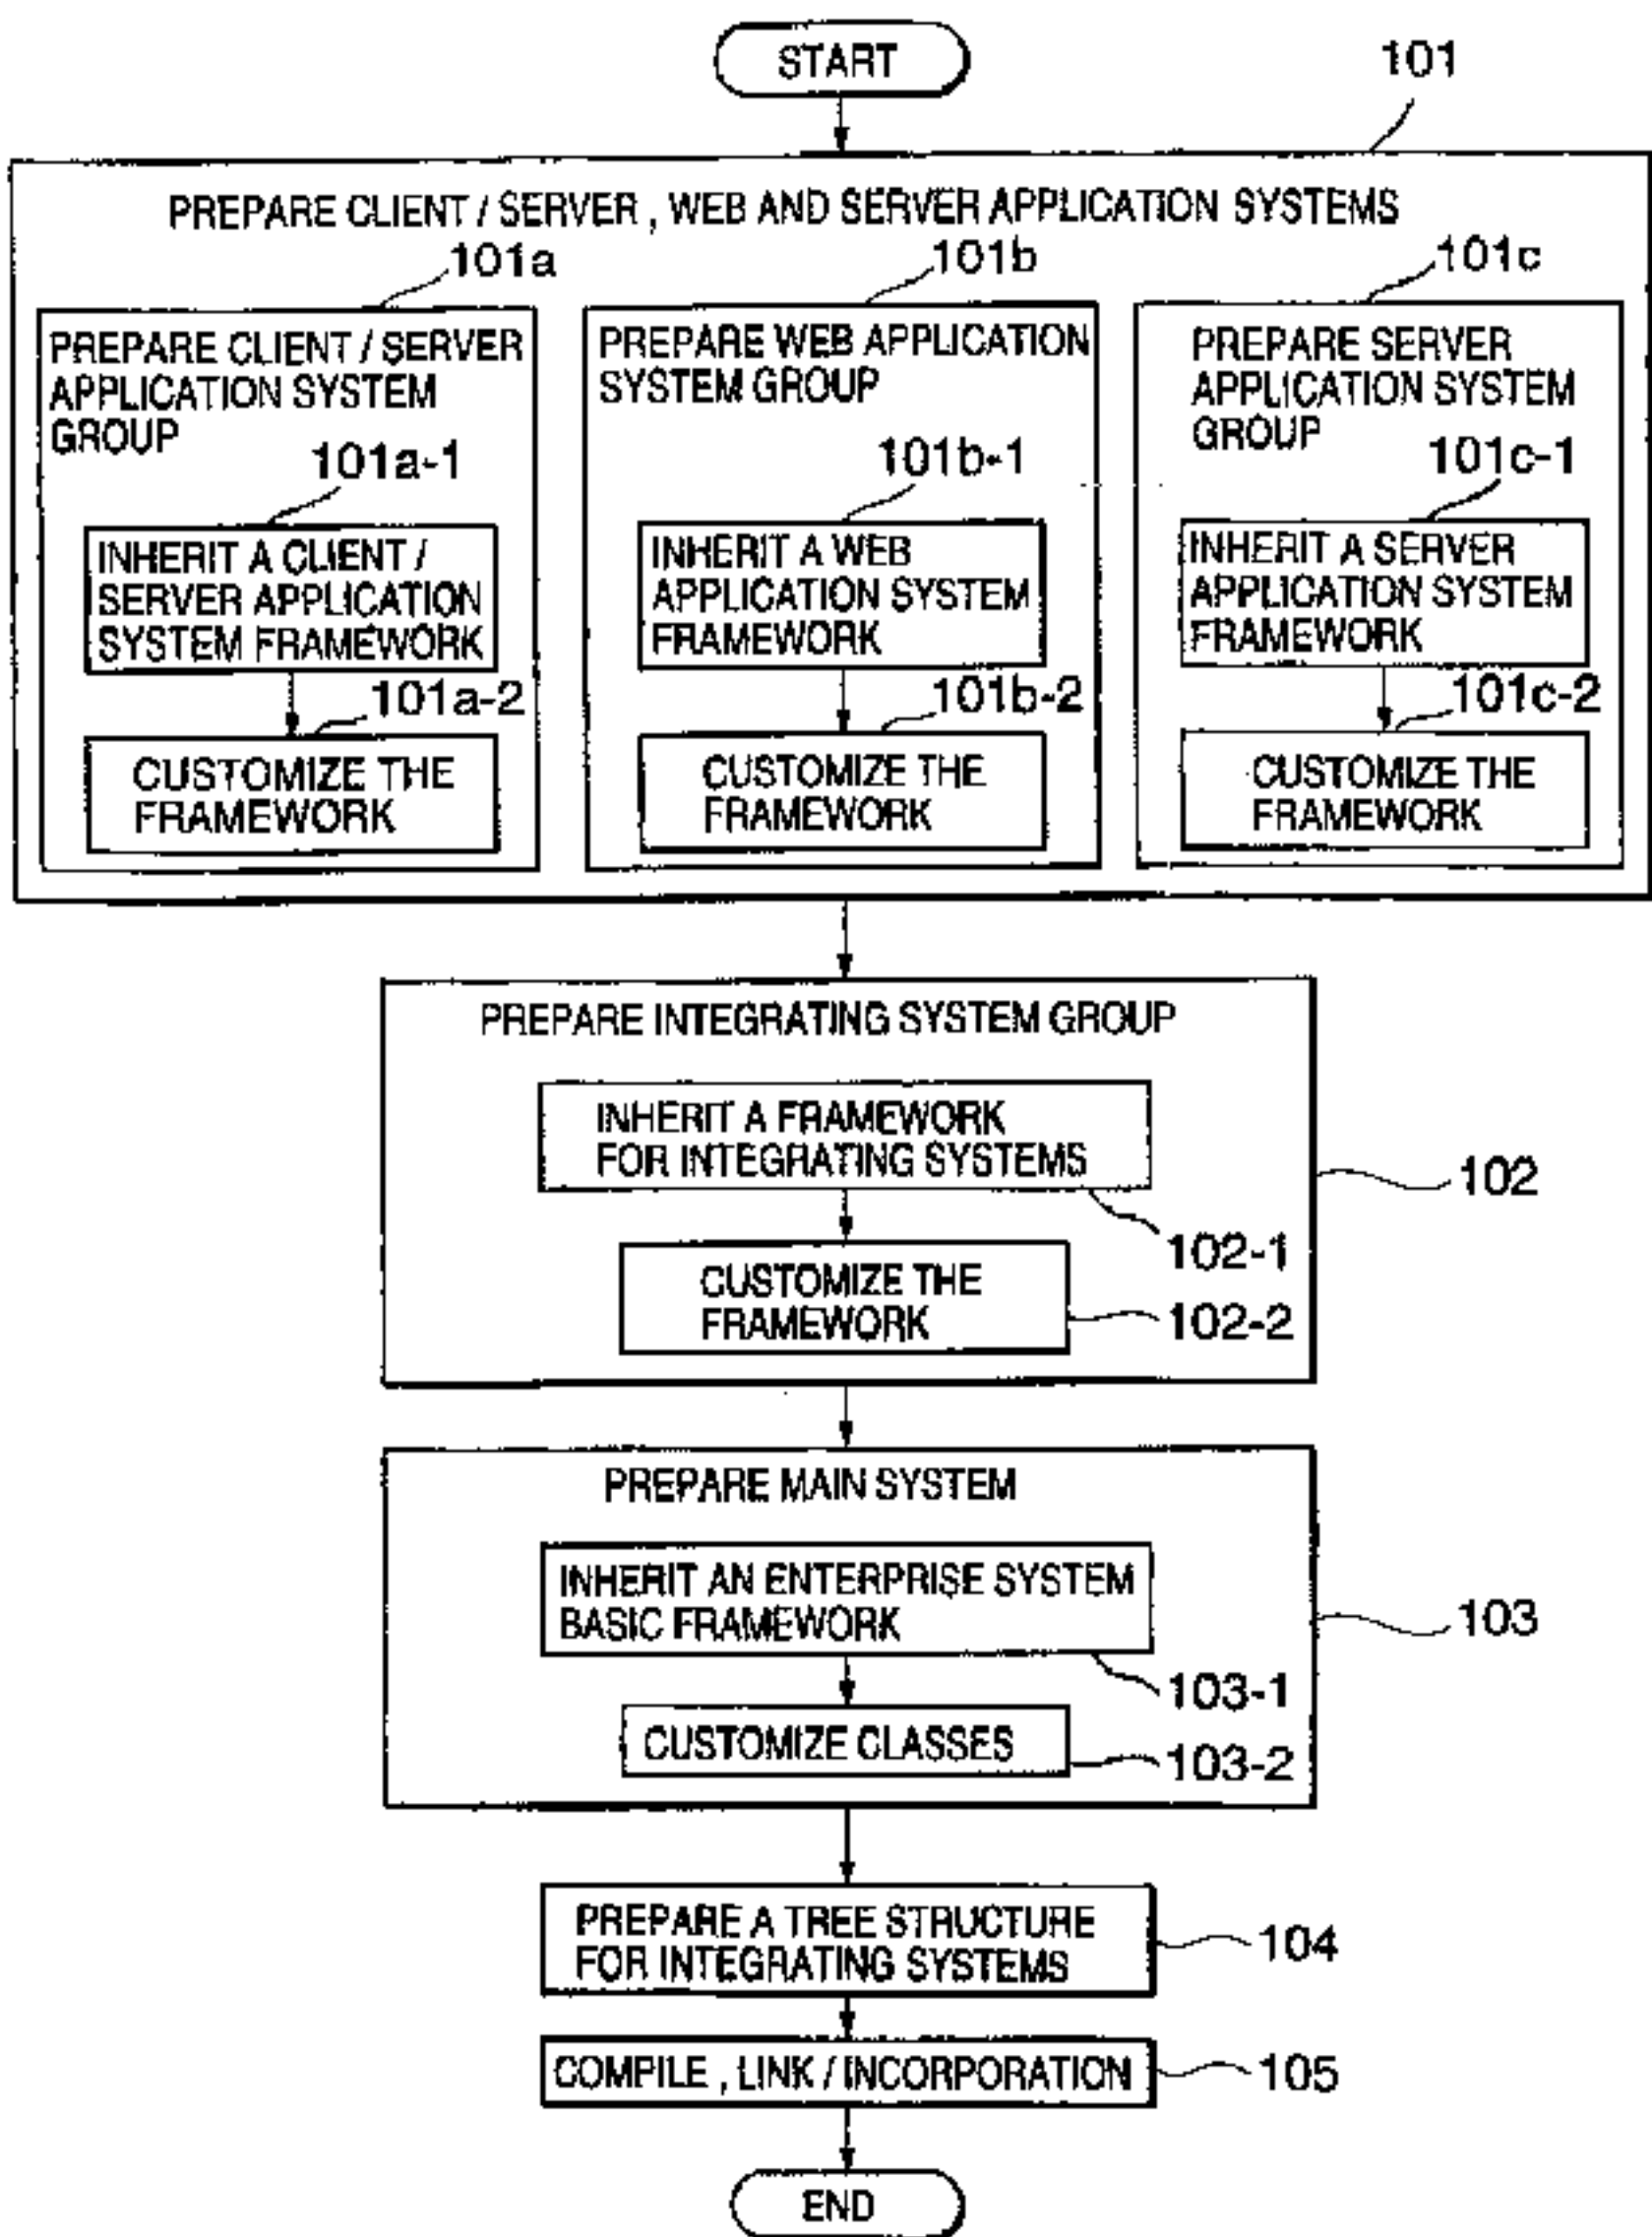 START
101
PREPARE CLIENT / SERVER , WEB AND SERVER APPLICATION SYSTEMS
101a
PREPARE CLIENT / SERVER
APPLICATION SYSTEM
GROUP
101a-1
INHERIT A CLIENT /
SERVER APPLICATION
SYSTEM FRAMEWORK
101a-2
CUSTOMIZE THE
FRAMEWORK
101b
PREPARE WEB APPLICATION
SYSTEM GROUP
101b-1
INHERIT A WEB
APPLICATION SYSTEM
FRAMEWORK
101b-2
CUSTOMIZE THE
FRAMEWORK
101c
PREPARE SERVER
APPLICATION SYSTEM
GROUP
101c-1
INHERIT A SERVER
APPLICATION SYSTEM
FRAMEWORK
101c-2
CUSTOMIZE THE
FRAMEWORK
PREPARE INTEGRATING SYSTEM GROUP
INHERIT A FRAMEWORK
FOR INTEGRATING SYSTEMS
102
102-1
CUSTOMIZE THE
FRAMEWORK
102-2
PREPARE MAIN SYSTEM
INHERIT AN ENTERPRISE SYSTEM
BASIC FRAMEWORK
103
103-1
CUSTOMIZE CLASSES
103-2
PREPARE A TREE STRUCTURE
FOR INTEGRATING SYSTEMS
104
COMPILE , LINK / INCORPORATION
105
END